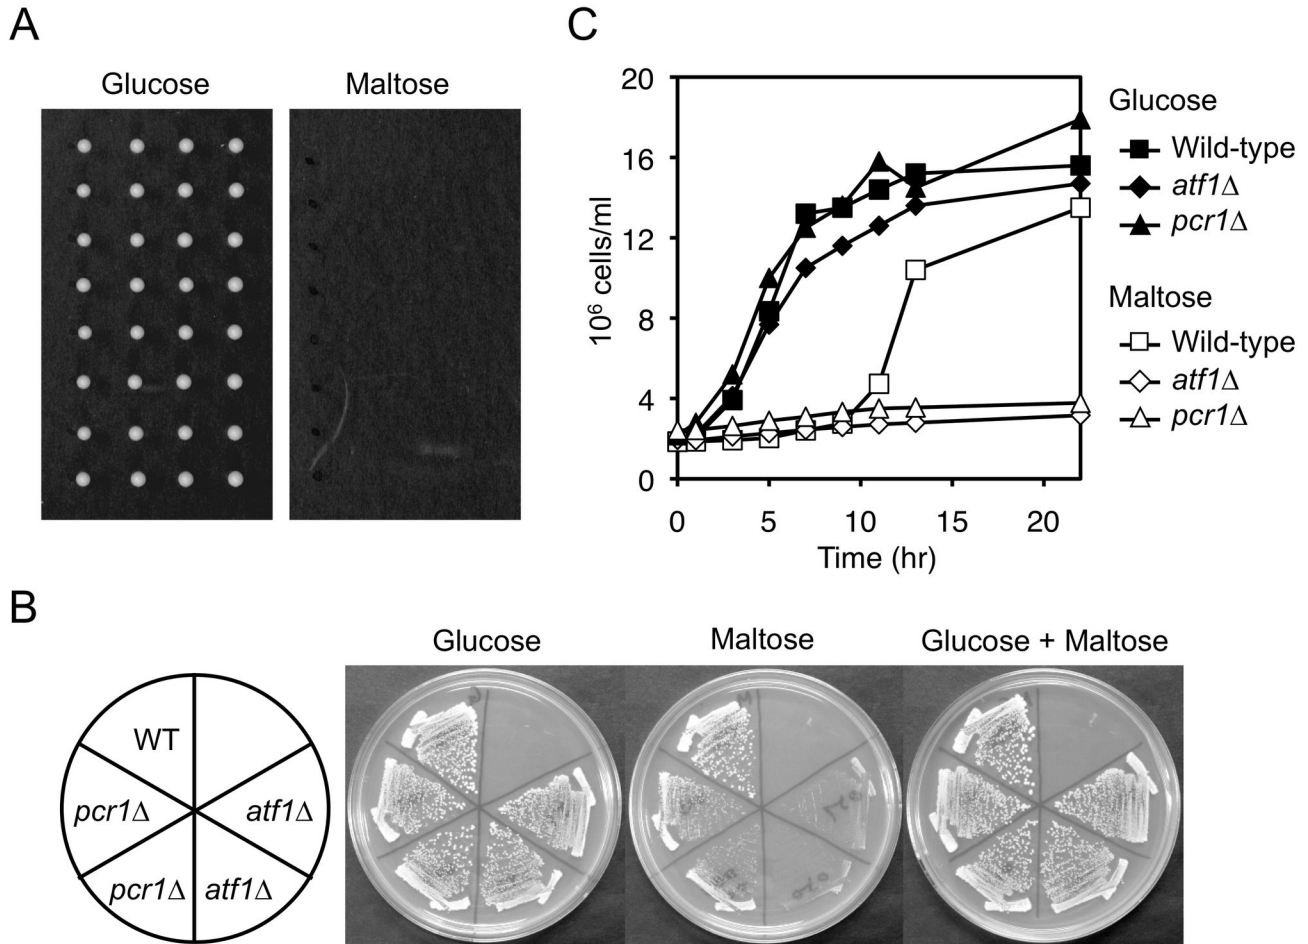 A
Glucose
Maltose
C
20
16
12
8
4
0
10⁶ cells/ml
0
5
10
15
20
Time (hr)
Glucose
Wild-type
atf1Δ
pcr1Δ
Maltose
Wild-type
atf1Δ
pcr1Δ
B
WT
pcr1Δ
atf1Δ
pcr1Δ
atf1Δ
Glucose
Maltose
Glucose + Maltose